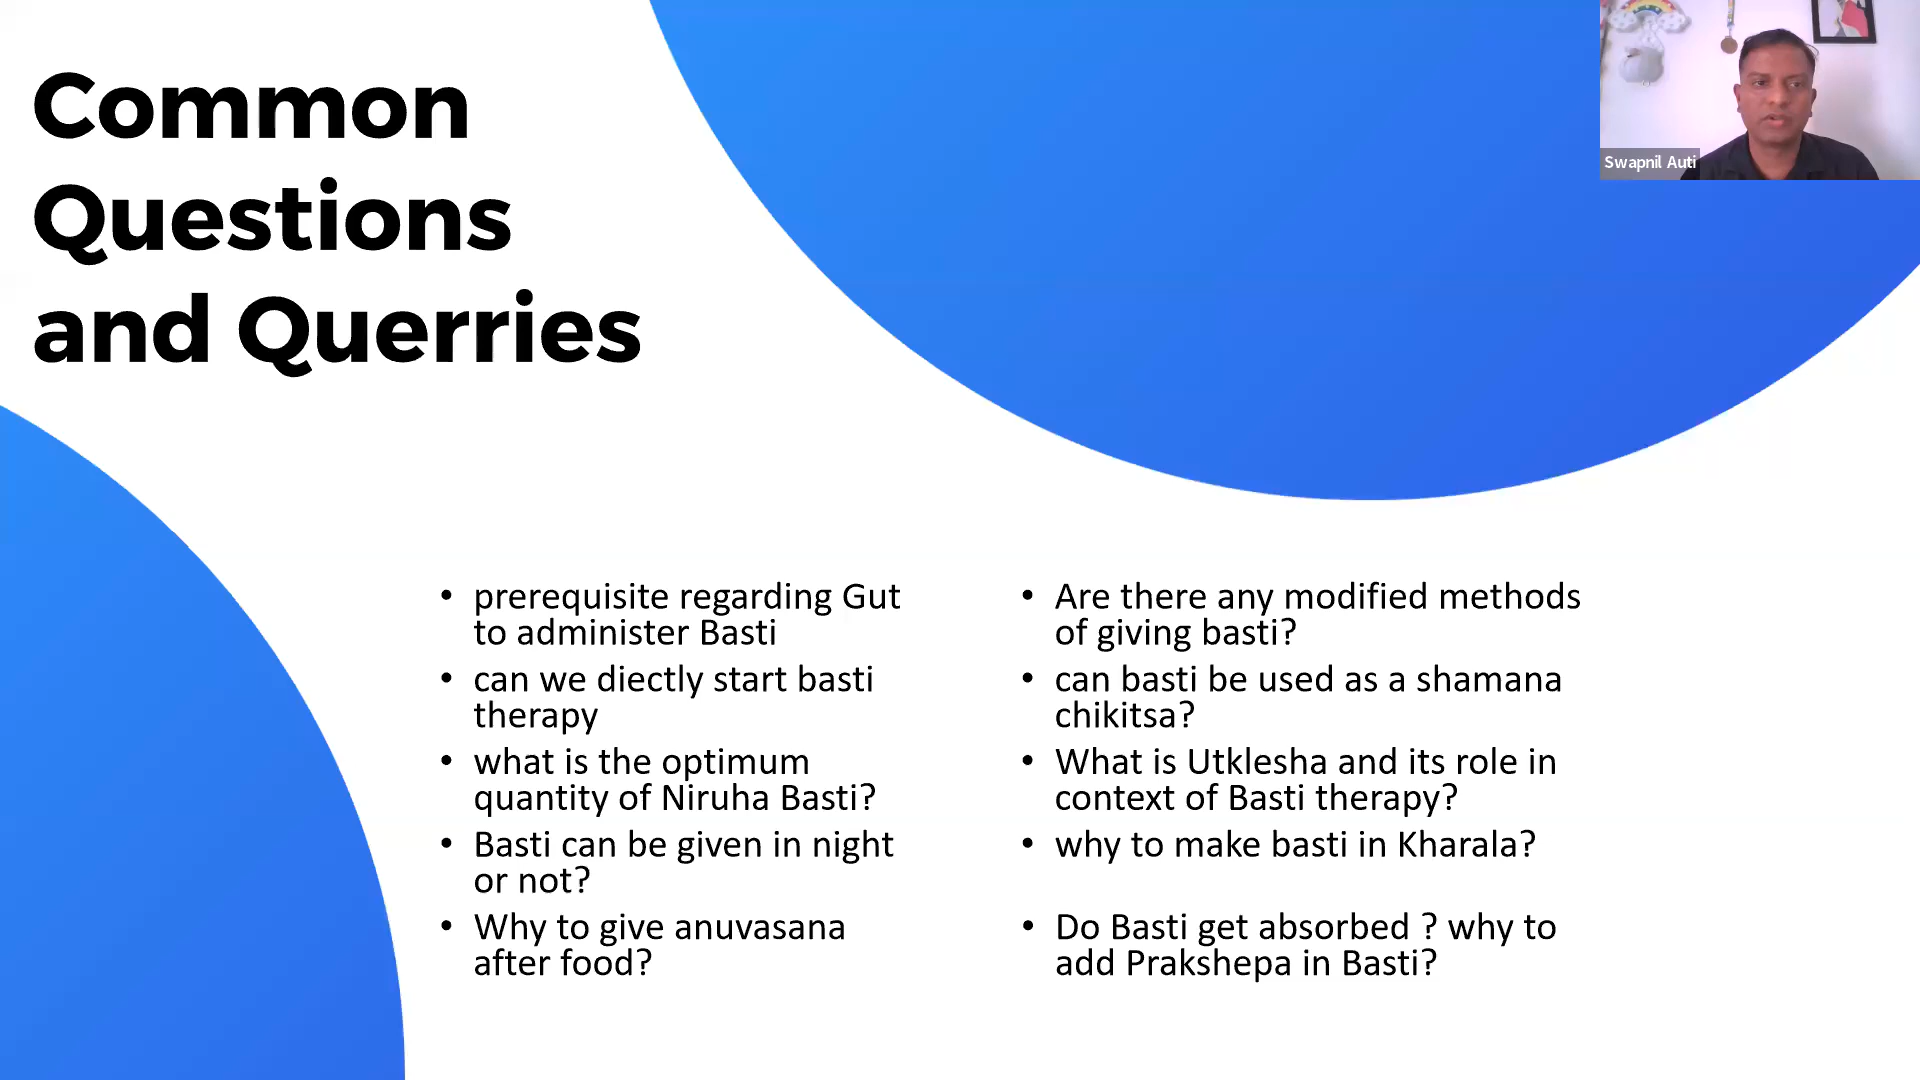 Common
Questions
and Querries
Swapnil Auti
• prerequisite regarding Gut
to administer Basti
• can we diectly start basti
therapy
• what is the optimum
quantity of Niruha Basti?
• Basti can be given in night
or not?
• Why to give anuvasana
after food?
• Are there any modified methods
of giving basti?
• can basti be used as a shamana
chikitsa?
• What is Utklesha and its role in
context of Basti therapy?
• why to make basti in Kharala?
• Do Basti get absorbed ? why to
add Prakshepa in Basti?